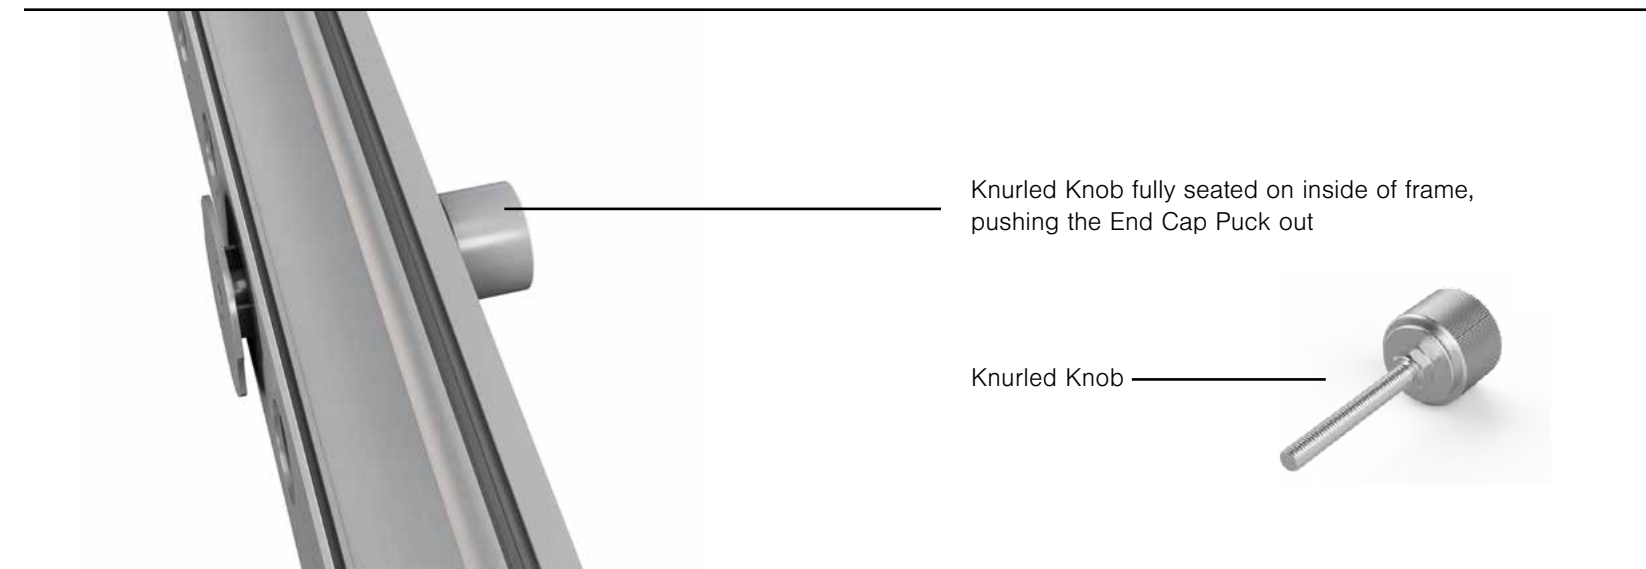 Knurled Knob fully seated on inside of frame,
pushing the End Cap Puck out
Knurled Knob